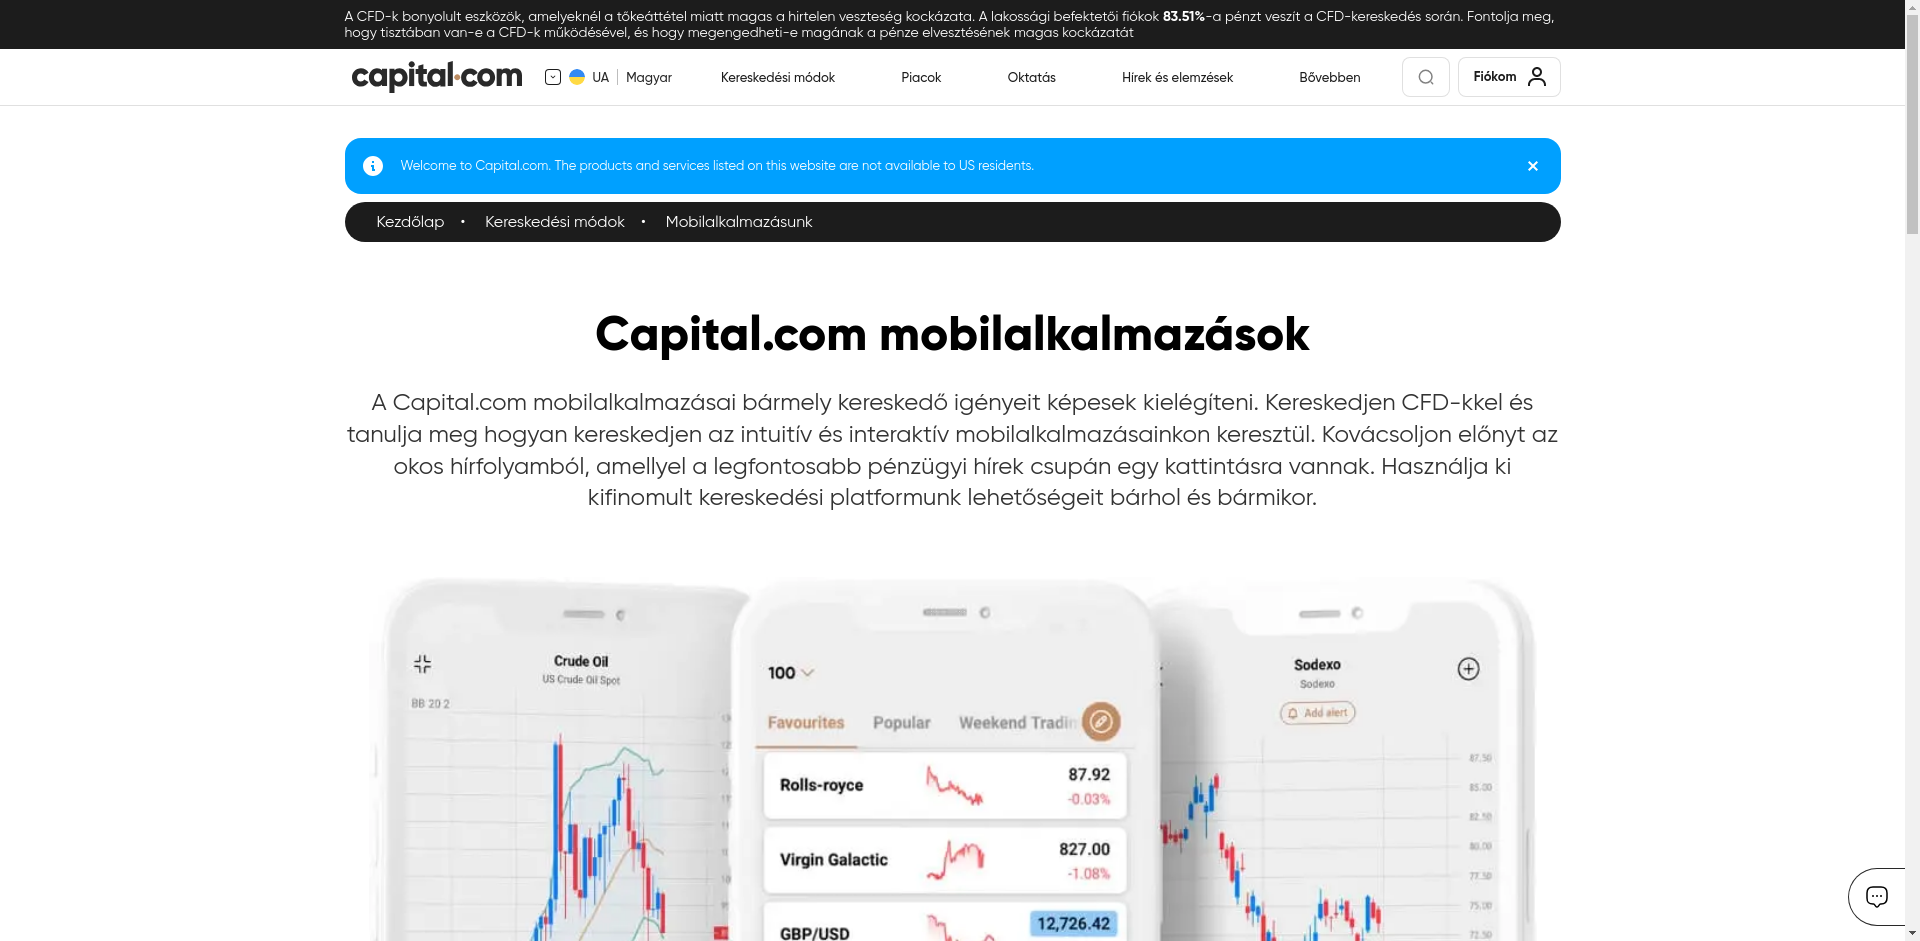 A CFD-k bonyolult eszközök, amelyeknél a tőkeáttétel miatt magas a hirtelen veszteség kockázata. A lakossági befektetői fiókok 83.51%-a pénzt veszít a CFD-kereskedés során. Fontolja meg,
hogy tisztában van-e a CFD-k működésével, és hogy megengedheti-e magának a pénze elvesztésének magas kockázatát
capital.com
UA
Magyar
Kereskedési módok
Piacok
Oktatás
Hírek és elemzések
Bővebben
Fiókom
Welcome to Capital.com. The products and services listed on this website are not available to US residents.
Kezdőlap • Kereskedési módok • Mobilalkalmazásunk
Capital.com mobilalkalmazások
A Capital.com mobilalkalmazásai bármely kereskedő igényeit képesek kielégíteni. Kereskedjen CFD-kkel és
tanulja meg hogyan kereskedjen az intuitív és interaktív mobilalkalmazásainkon keresztül. Kovácsoljon előnyt az
okos hírfolyamból, amellyel a legfontosabb pénzügyi hírek csupán egy kattintásra vannak. Használja ki
kifinomult kereskedési platformunk lehetőségeit bárhol és bármikor.
Crude Oil
US Crude Oil Spot
BB 20 2
100
Favourites
Popular
Weekend Tradin
Rolls-royce
87.92
-0.03%
Virgin Galactic
827.00
-1.08%
GBP/USD
12,726.42
Sodexo
Sodexo
Add alert
87.50
85.00
82.50
80.00
77.50
75.00
72.50